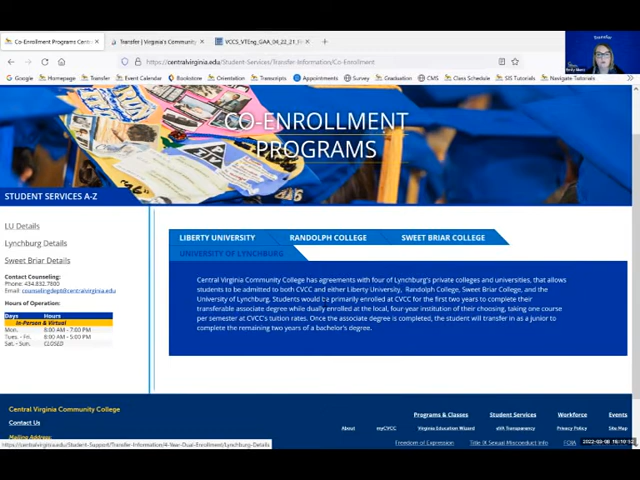 Co-Enrollment Programs Cent
Transfer | Virginia's Community
VCCS_VTEng_GAA_04_22_21_F
https://centralvirginia.edu/Student-Services/Transfer-Information/Co-Enrollment
Google Homepage Transfer Event Calendar Bookstore Orientation Transcripts Appointments Survey Graduation CMS Class Schedule SIS Tutorials Navigate Tutorials
CO-ENROLLMENT
PROGRAMS
STUDENT SERVICES A-Z
LU Details
Lynchburg Details
Sweet Briar Details
Contact Counseling:
Phone: 434.832.7800
Email: counselingdept@centralvirginia.edu
Hours of Operation:
Days Hours
In-Person & Virtual
Mon. 8:00 AM - 7:00 PM
Tues. - Fri. 8:00 AM - 5:00 PM
Sat. - Sun. CLOSED
LIBERTY UNIVERSITY
RANDOLPH COLLEGE
SWEET BRIAR COLLEGE
UNIVERSITY OF LYNCHBURG
Central Virginia Community College has agreements with four of Lynchburg's private colleges and universities, that allows
students to be admitted to both CVCC and either Liberty University, Randolph College, Sweet Briar College, and the
University of Lynchburg. Students would be primarily enrolled at CVCC for the first two years to complete their
transferable associate degree while dually enrolled at the local, four-year institution of their choosing, taking one course
per semester at CVCC's tuition rates. Once the associate degree is completed, the student will transfer in as a junior to
complete the remaining two years of a bachelor's degree.
Central Virginia Community College
Contact Us
Mailing Address:
Programs & Classes Student Services Workforce Events
About myCVCC Virginia Education Wizard eVA Transparency Privacy Policy Site Map
Freedom of Expression Title IX Sexual Misconduct Info FOIA
https://centralvirginia.edu/Student-Support/Transfer-Information/4-Year-Dual-Enrollment/Lynchburg-Details